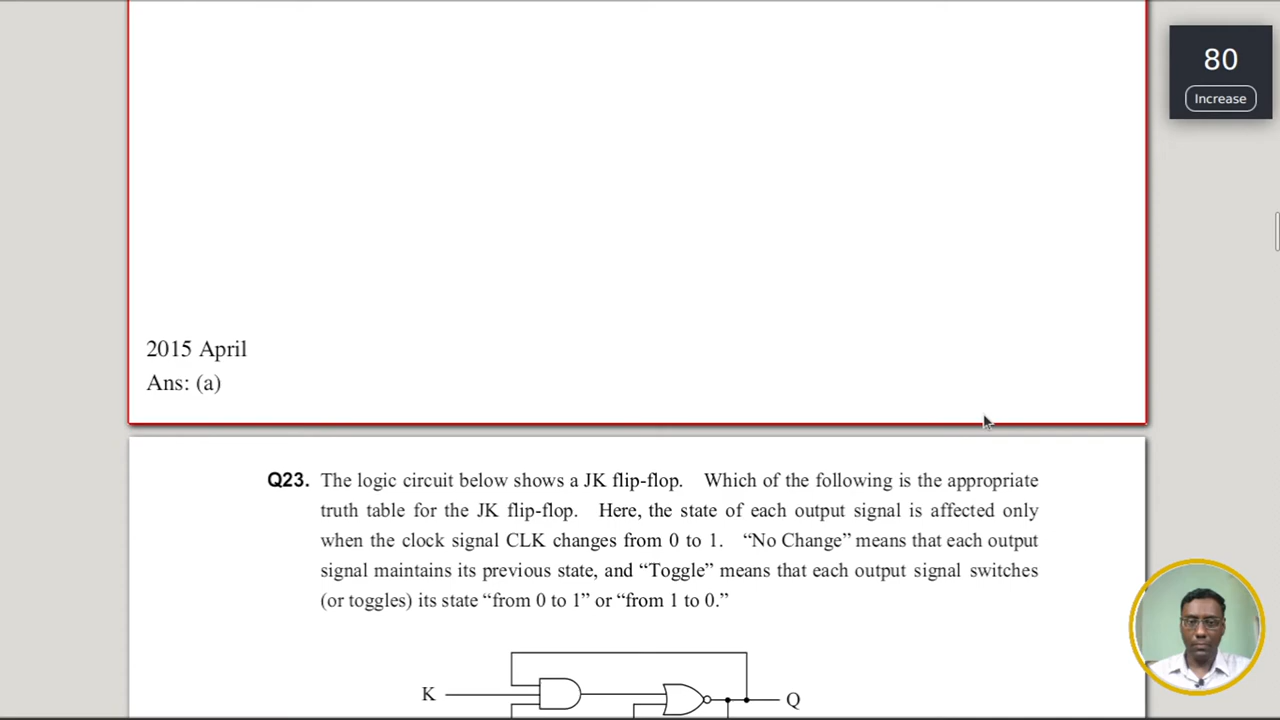 80
Increase
2015 April
Ans: (a)
Q23. The logic circuit below shows a JK flip-flop. Which of the following is the appropriate
truth table for the JK flip-flop. Here, the state of each output signal is affected only
when the clock signal CLK changes from 0 to 1. “No Change” means that each output
signal maintains its previous state, and “Toggle” means that each output signal switches
(or toggles) its state “from 0 to 1” or “from 1 to 0.”
K
Q